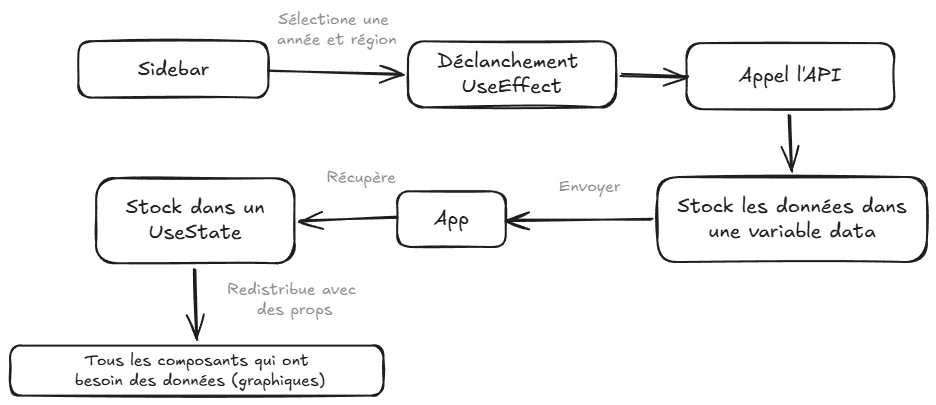 Sélectione une
année et région
Sidebar
Déclanchement
UseEffect
Appel l'API
Récupère
Envoyer
Stock dans un
UseState
App
Stock les données dans
une variable data
Redistribue avec
des props
Tous les composants qui ont
besoin des données (graphiques)